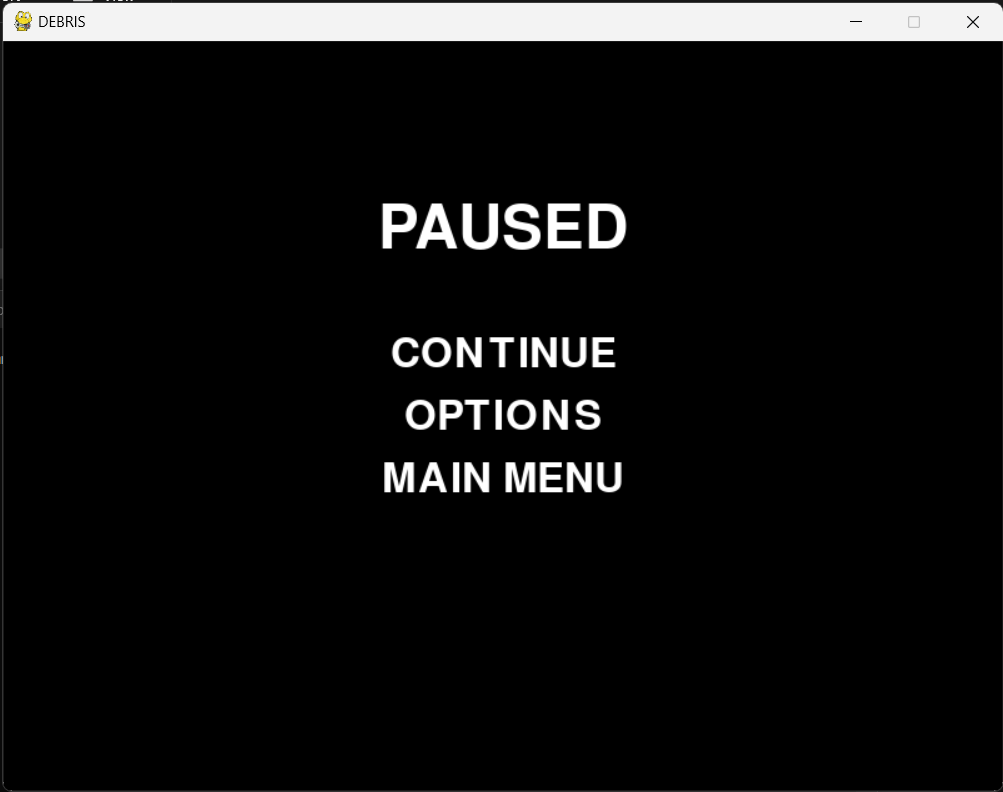 DEBRIS
PAUSED
CONTINUE
OPTIONS
MAIN MENU